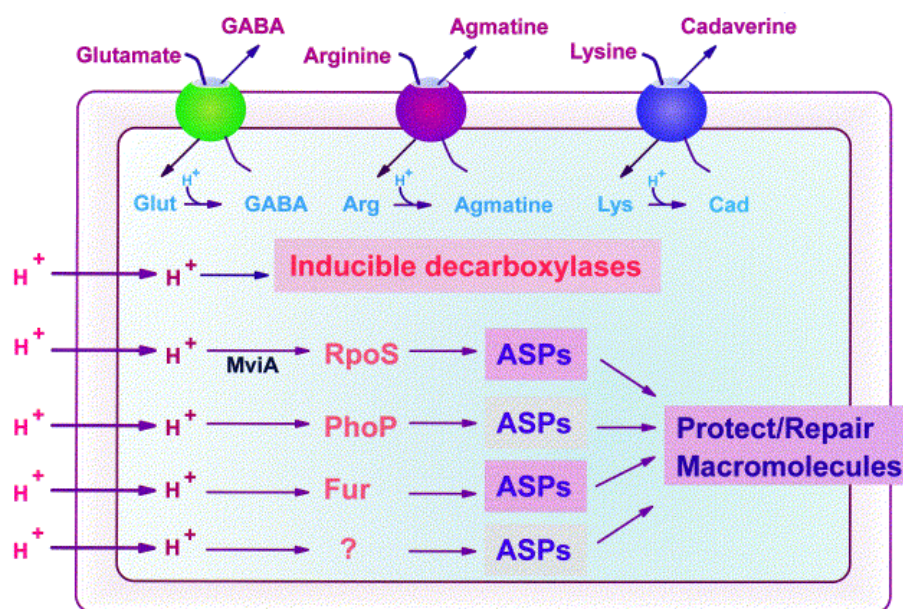 GABA Agmatine Cadaverine
Glutamate Arginine Lysine
H+ H+ H+
Glut GABA Arg Agmatine Lys Cad
H+ H+ Inducible decarboxylases
H+ H+ MviA RpoS ASPs
H+ H+ PhoP ASPs
Protect/Repair
Macromolecules
H+ H+ Fur ASPs
H+ H+ ? ASPs